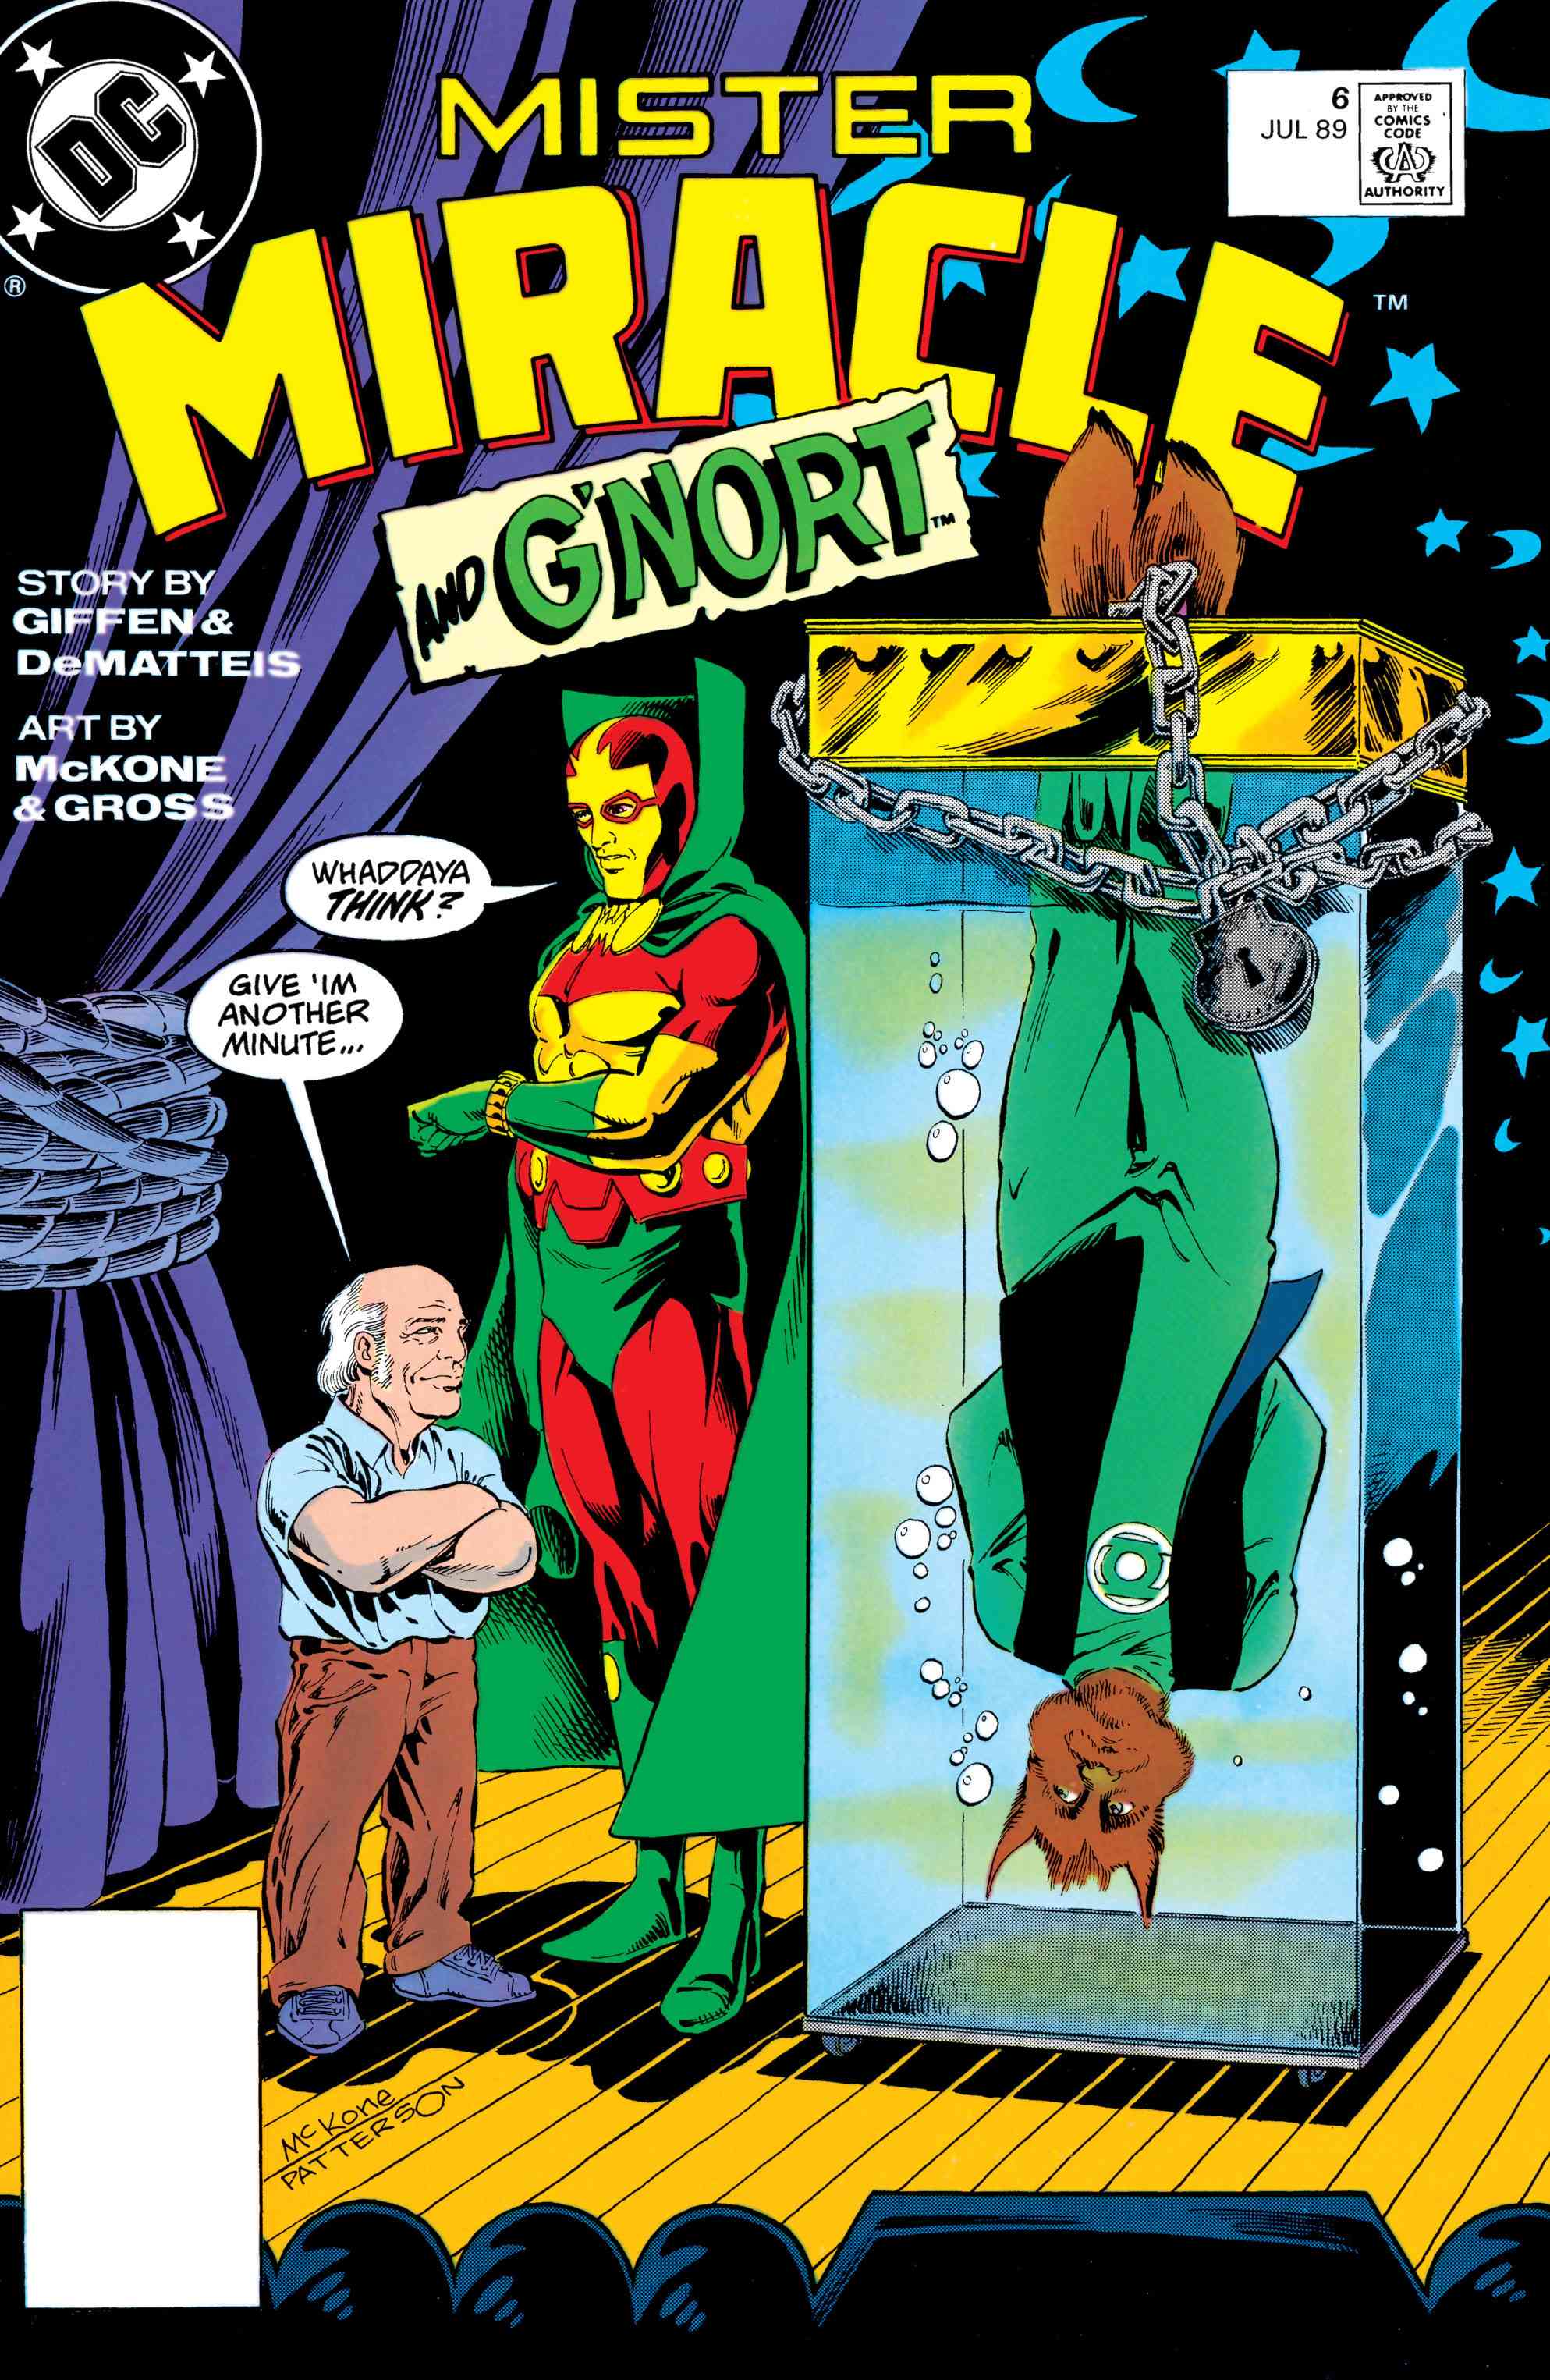 DC
®
MISTER
MIRACLE
TM
AND G'NORT
TM
6
JUL 89
APPROVED
BY THE
COMICS
CODE
CA
AUTHORITY
STORY BY
GIFFEN &
DeMATTEIS
ART BY
McKONE
& GROSS
WHADDAYA
THINK?
GIVE 'IM
ANOTHER
MINUTE...
McKONE
PATTERSON